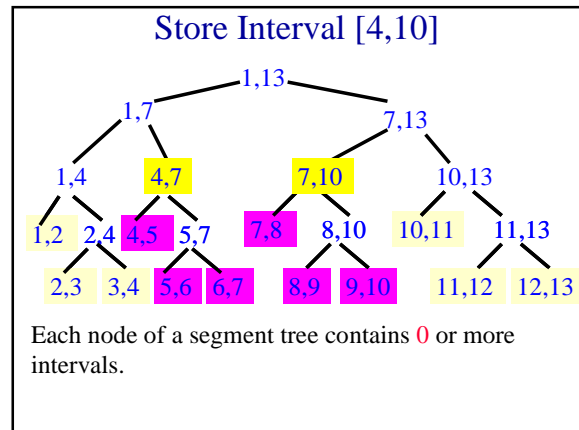 Store Interval [4,10]
1,13
1,7 7,13
1,4 4,7 7,10 10,13
1,2 2,4 4,5 5,7 7,8 8,10 10,11 11,13
2,3 3,4 5,6 6,7 8,9 9,10 11,12 12,13
Each node of a segment tree contains 0 or more
intervals.